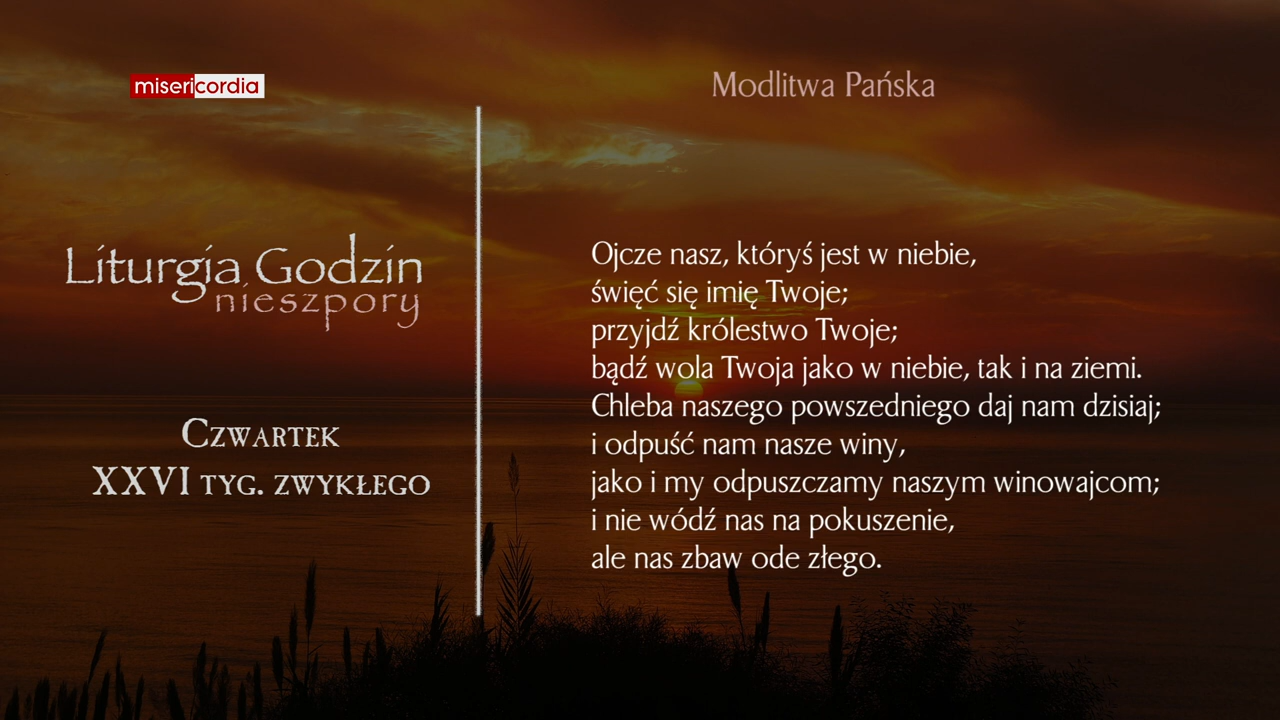 misericordia
Liturgia Godzin
nieszpory
Czwartek
XXVI tyg. zwykłego
Modlitwa Pańska
Ojcze nasz, któryś jest w niebie,
święć się imię Twoje;
przyjdź królestwo Twoje;
bądź wola Twoja jako w niebie, tak i na ziemi.
Chleba naszego powszedniego daj nam dzisiaj;
i odpuść nam nasze winy,
jako i my odpuszczamy naszym winowajcom;
i nie wódź nas na pokuszenie,
ale nas zbaw ode złego.